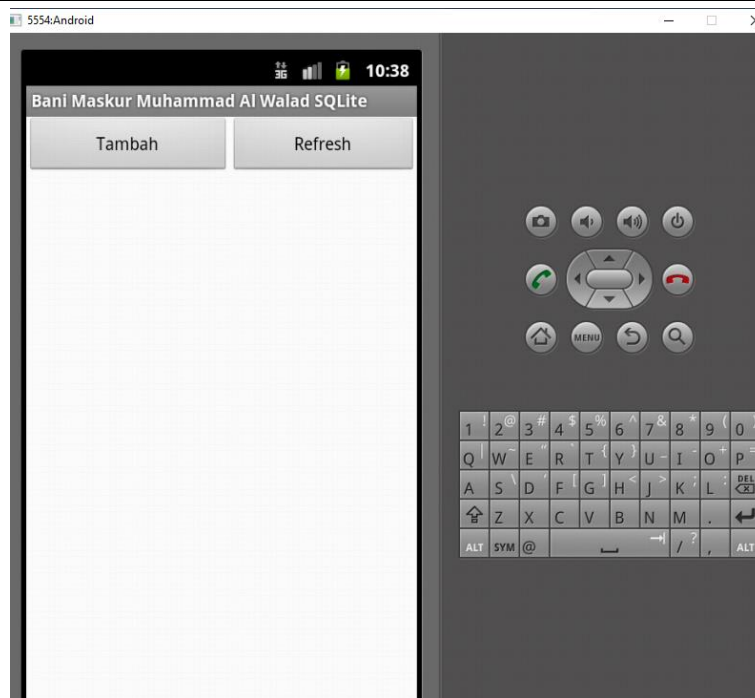 5554:Android
3G 10:38
Bani Maskur Muhammad Al Walad SQLite
Tambah Refresh
MENU
1 ! 2 @ 3 # 4 $ 5 % 6 ^ 7 & 8 * 9 ( 0
Q | W ~ E " R ` T { Y } U _ I - O + P =
A S \ D ' F [ G ] H < J > K ; L : DEL
Z X C V B N M .
ALT SYM @ / ? , ALT